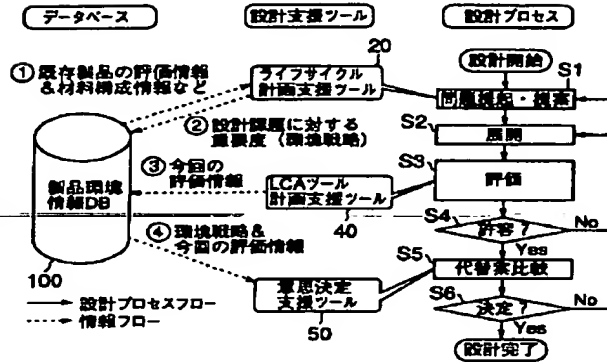 データベース
設計支援ツール
設計プロセス
① 既存製品の評価情報
&材料構成情報など
20
ライフサイクル
計画支援ツール
② 設計課題に対する
重要度(環境戦略)
③ 今回の
評価情報
製品環境
情報DB
100
LCAツール
計画支援ツール
40
④ 環境戦略&
今回の評価情報
意思決定
支援ツール
50
設計開始
S1
問題提起・提案
S2
展開
S3
評価
S4
許容?
No
Yes
S5
代替案比較
S6
決定?
No
Yes
設計完了
設計プロセスフロー
情報フロー